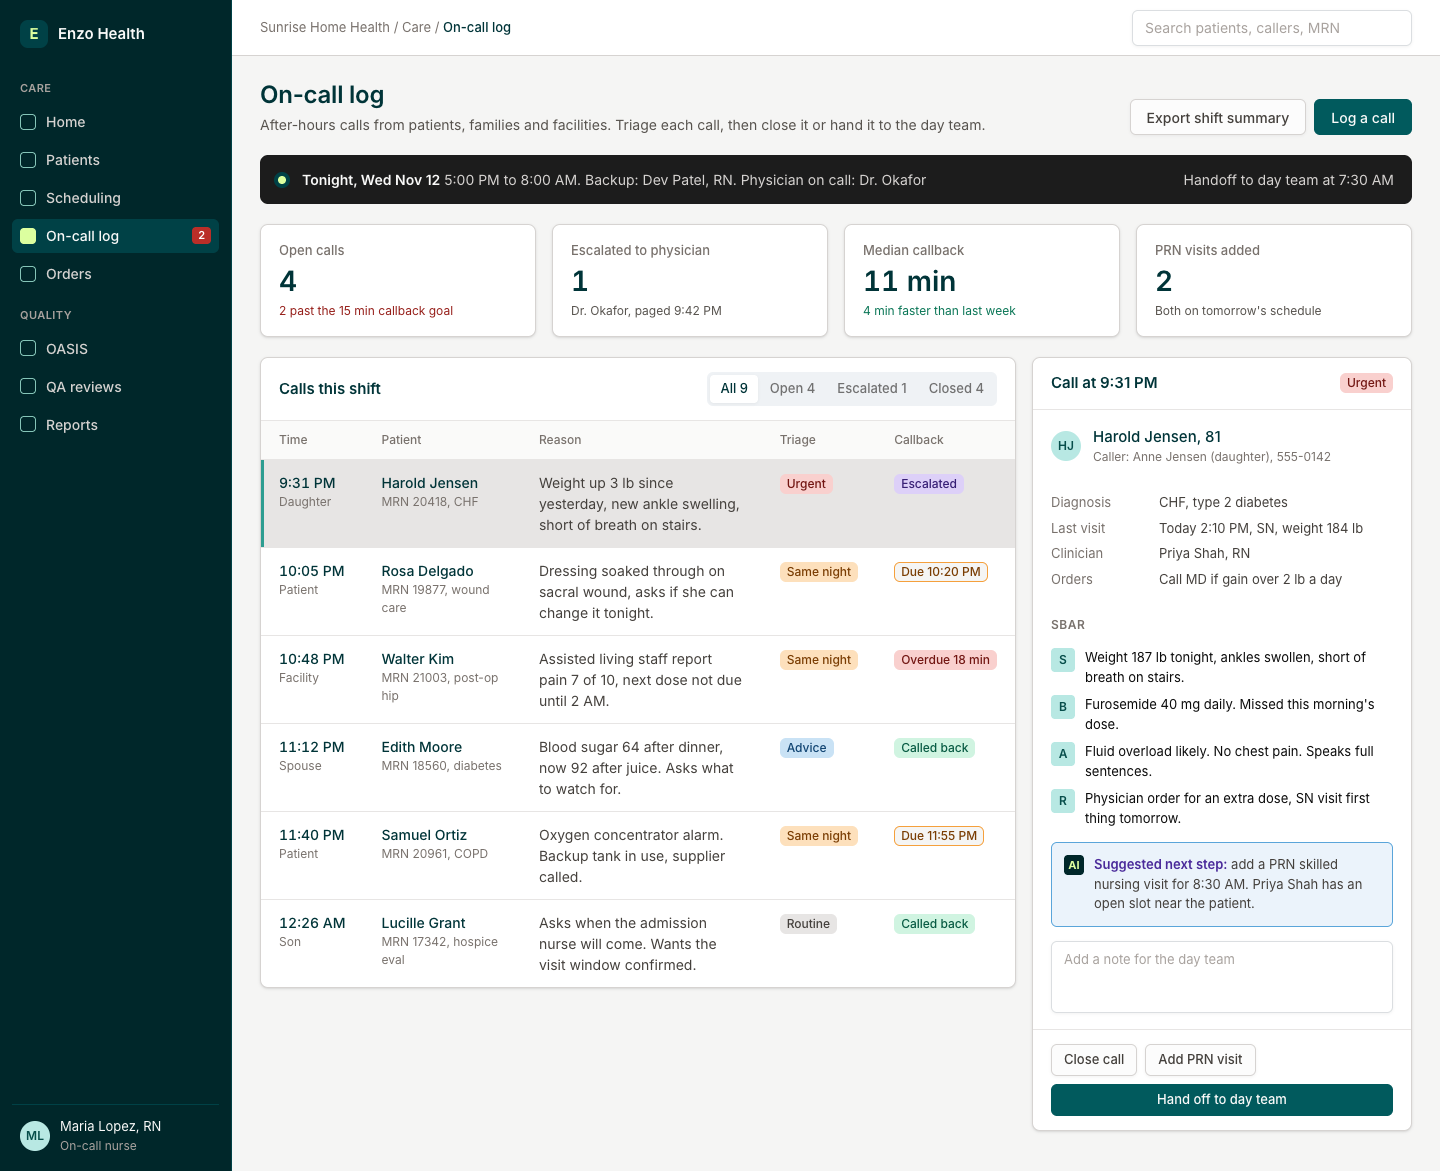 E Enzo Health
CARE
Home
Patients
Scheduling
On-call log 2
Orders
QUALITY
OASIS
QA reviews
Reports
ML
Maria Lopez, RN
On-call nurse
Sunrise Home Health / Care / On-call log
Search patients, callers, MRN
On-call log
After-hours calls from patients, families and facilities. Triage each call, then close it or hand it to the day team.
Export shift summary
Log a call
Tonight, Wed Nov 12 5:00 PM to 8:00 AM. Backup: Dev Patel, RN. Physician on call: Dr. Okafor
Handoff to day team at 7:30 AM
Open calls
4
2 past the 15 min callback goal
Escalated to physician
1
Dr. Okafor, paged 9:42 PM
Median callback
11 min
4 min faster than last week
PRN visits added
2
Both on tomorrow's schedule
Calls this shift
All 9 Open 4 Escalated 1 Closed 4
Time Patient Reason Triage Callback
9:31 PM
Daughter
Harold Jensen
MRN 20418, CHF
Weight up 3 lb since
yesterday, new ankle swelling,
short of breath on stairs.
Urgent
Escalated
10:05 PM
Patient
Rosa Delgado
MRN 19877, wound
care
Dressing soaked through on
sacral wound, asks if she can
change it tonight.
Same night
Due 10:20 PM
10:48 PM
Facility
Walter Kim
MRN 21003, post-op
hip
Assisted living staff report
pain 7 of 10, next dose not due
until 2 AM.
Same night
Overdue 18 min
11:12 PM
Spouse
Edith Moore
MRN 18560, diabetes
Blood sugar 64 after dinner,
now 92 after juice. Asks what
to watch for.
Advice
Called back
11:40 PM
Patient
Samuel Ortiz
MRN 20961, COPD
Oxygen concentrator alarm.
Backup tank in use, supplier
called.
Same night
Due 11:55 PM
12:26 AM
Son
Lucille Grant
MRN 17342, hospice
eval
Asks when the admission
nurse will come. Wants the
visit window confirmed.
Routine
Called back
Call at 9:31 PM
Urgent
HJ
Harold Jensen, 81
Caller: Anne Jensen (daughter), 555-0142
Diagnosis CHF, type 2 diabetes
Last visit Today 2:10 PM, SN, weight 184 lb
Clinician Priya Shah, RN
Orders Call MD if gain over 2 lb a day
SBAR
S Weight 187 lb tonight, ankles swollen, short of
breath on stairs.
B Furosemide 40 mg daily. Missed this morning's
dose.
A Fluid overload likely. No chest pain. Speaks full
sentences.
R Physician order for an extra dose, SN visit first
thing tomorrow.
AI Suggested next step: add a PRN skilled
nursing visit for 8:30 AM. Priya Shah has an
open slot near the patient.
Add a note for the day team
Close call
Add PRN visit
Hand off to day team